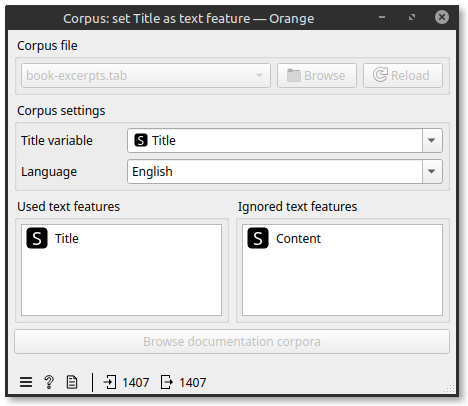 Corpus: set Title as text feature — Orange
Corpus file
book-excerpts.tab
Browse
Reload
Corpus settings
Title variable
S Title
Language
English
Used text features
Ignored text features
S Title
S Content
Browse documentation corpora
? 1407 1407